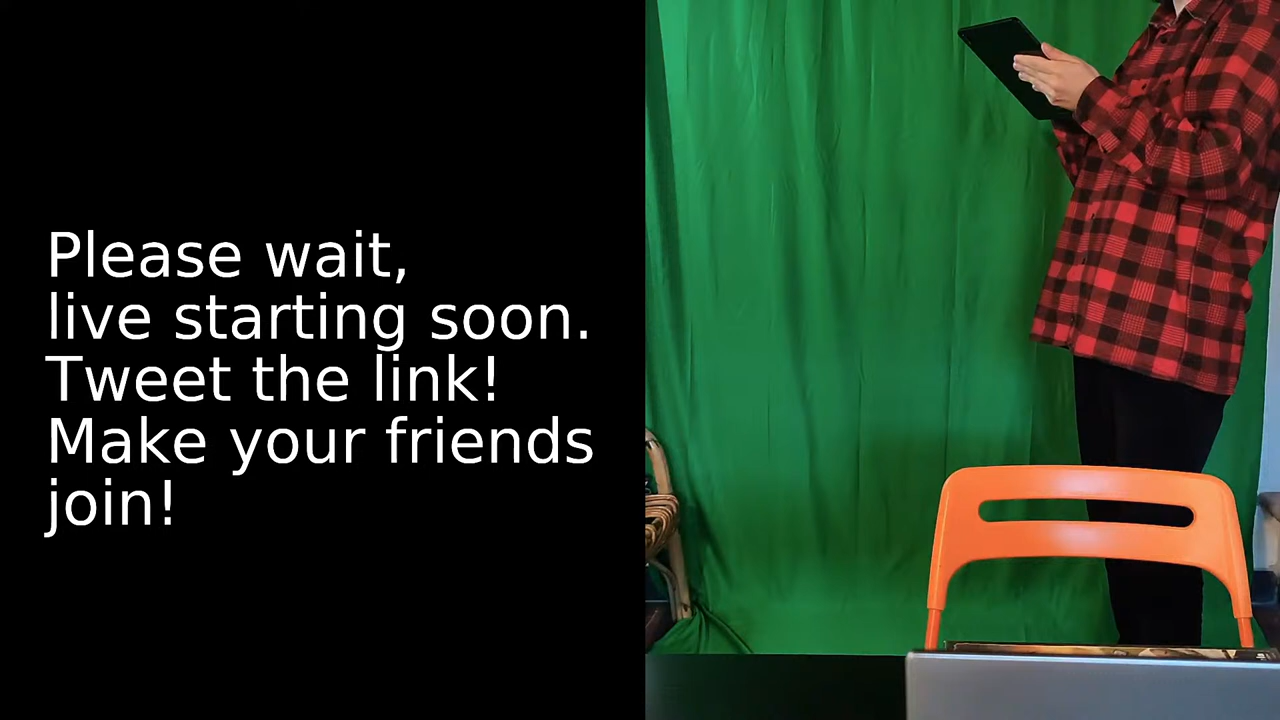 Please wait,
live starting soon.
Tweet the link!
Make your friends
join!